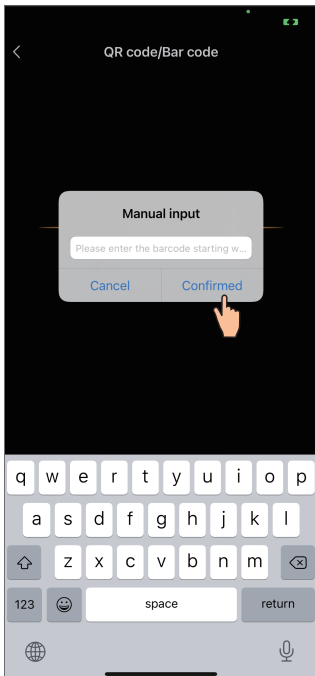 QR code/Bar code
Manual input
Please enter the barcode starting w...
Cancel
Confirmed
q w e r t y u i o p
a s d f g h j k l
z x c v b n m
123 space return